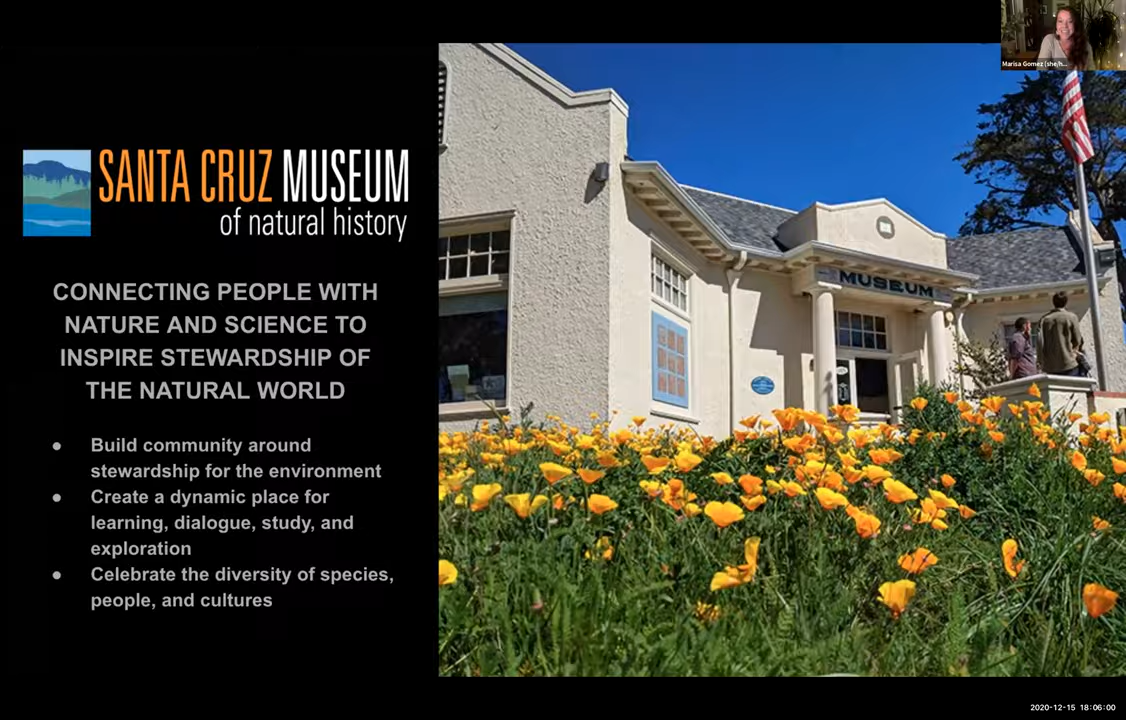 Marisa Gomez (she/h...
SANTA CRUZ MUSEUM
of natural history
CONNECTING PEOPLE WITH
NATURE AND SCIENCE TO
INSPIRE STEWARDSHIP OF
THE NATURAL WORLD
● Build community around
stewardship for the environment
● Create a dynamic place for
learning, dialogue, study, and
exploration
● Celebrate the diversity of species,
people, and cultures
MUSEUM
2020-12-15 18:06:00